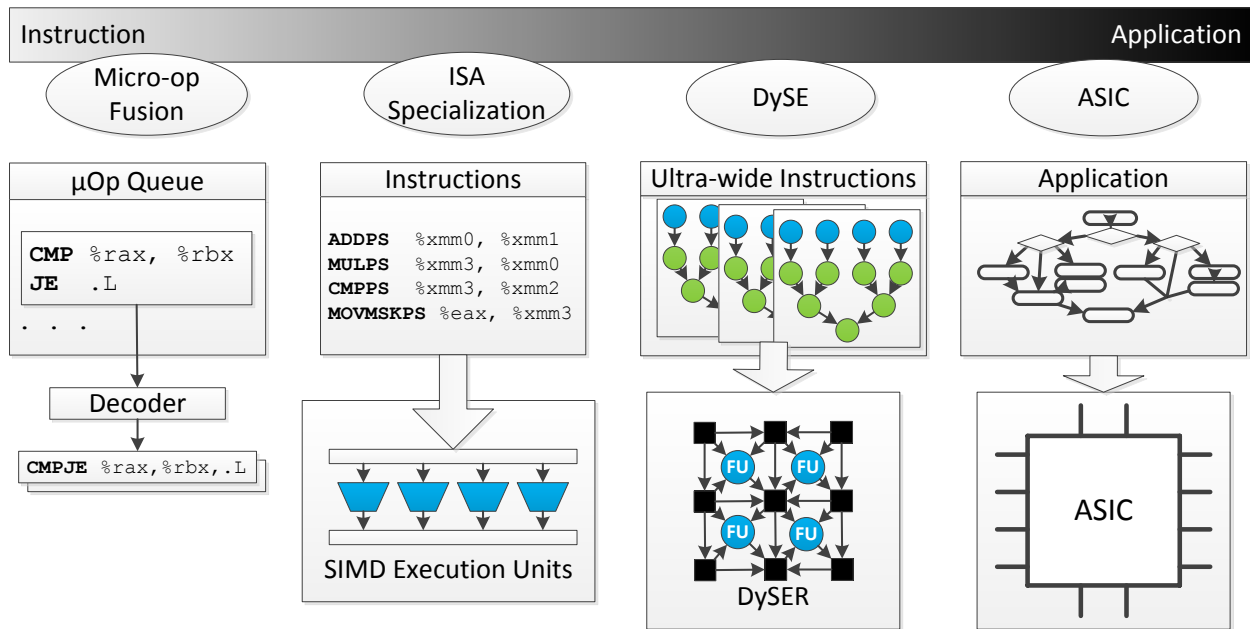 Instruction
Application
Micro-op
Fusion
ISA
Specialization
DySE
ASIC
μOp Queue
CMP %rax, %rbx
JE .L
. . .
Decoder
CMPJE %rax,%rbx,.L
Instructions
ADDPS %xmm0, %xmm1
MULPS %xmm3, %xmm0
CMPPS %xmm3, %xmm2
MOVMSKPS %eax, %xmm3
SIMD Execution Units
Ultra-wide Instructions
FU
FU
FU
FU
DySER
Application
ASIC